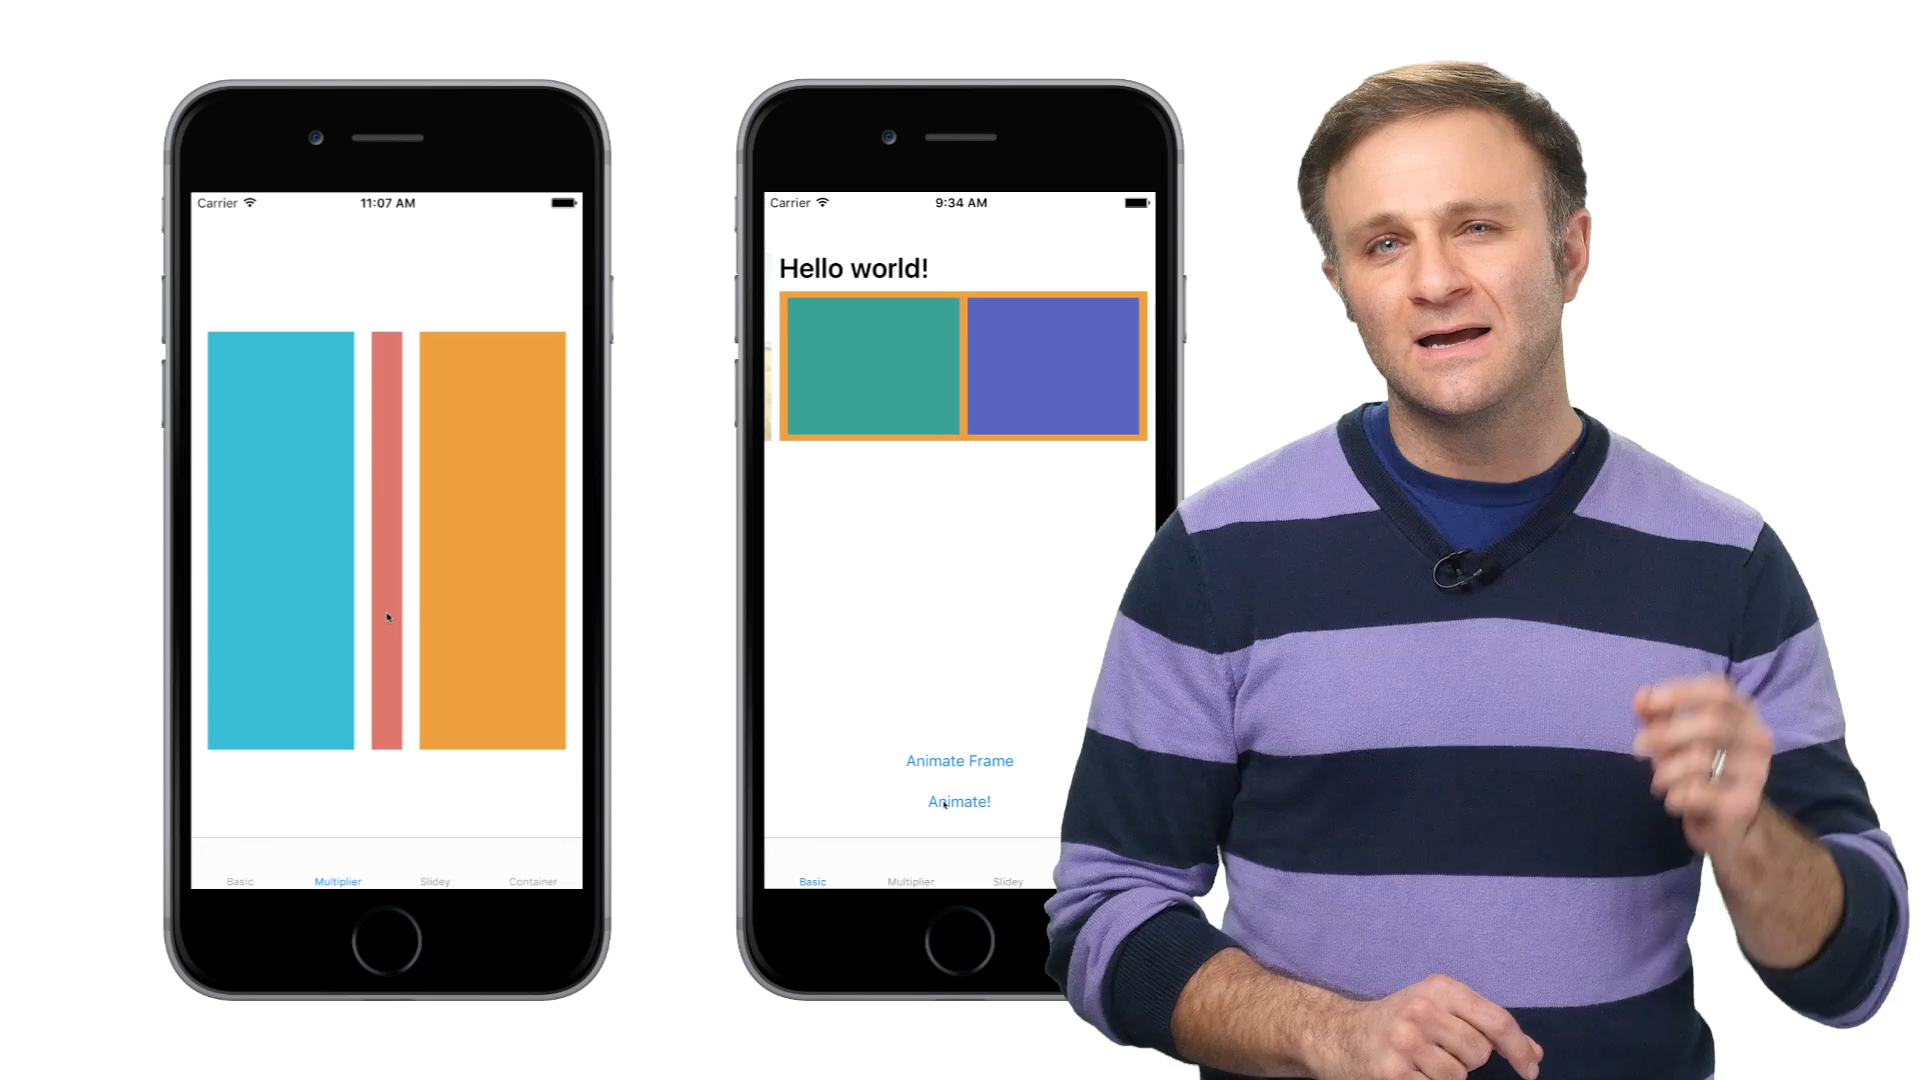 Carrier 11:07 AM
Basic Multiplier Slidey Container
Carrier 9:34 AM
Hello world!
Animate Frame
Animate!
Basic Multiplier Slidey